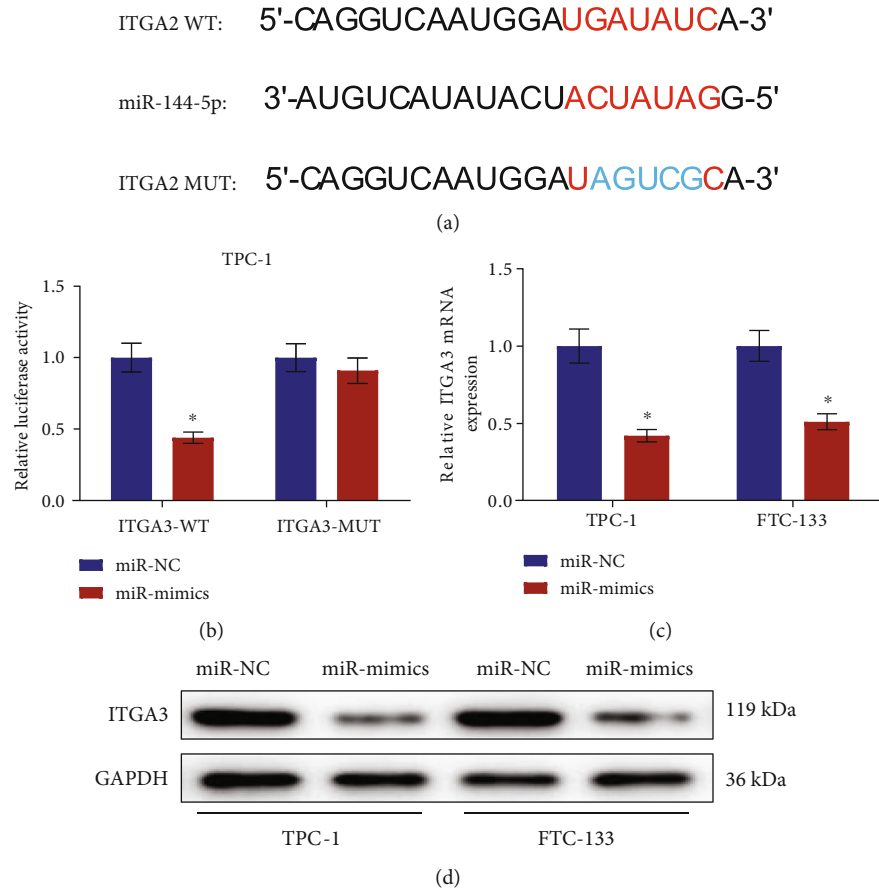 ITGA2 WT: 5'-CAGGUCAAUGGAUGAUAUCA-3'
miR-144-5p: 3'-AUGUCAUAUACUACUAUAGG-5'
ITGA2 MUT: 5'-CAGGUCAAUGGAUAGUCGCA-3'
(a)
TPC-1
Relative luciferase activity
1.5
1.0
0.5
0.0
*
ITGA3-WT ITGA3-MUT
miR-NC
miR-mimics
(b)
Relative ITGA3 mRNA
expression
1.5
1.0
0.5
0.0
* *
TPC-1 FTC-133
miR-NC
miR-mimics
(c)
miR-NC miR-mimics miR-NC miR-mimics
ITGA3 119 kDa
GAPDH 36 kDa
TPC-1 FTC-133
(d)